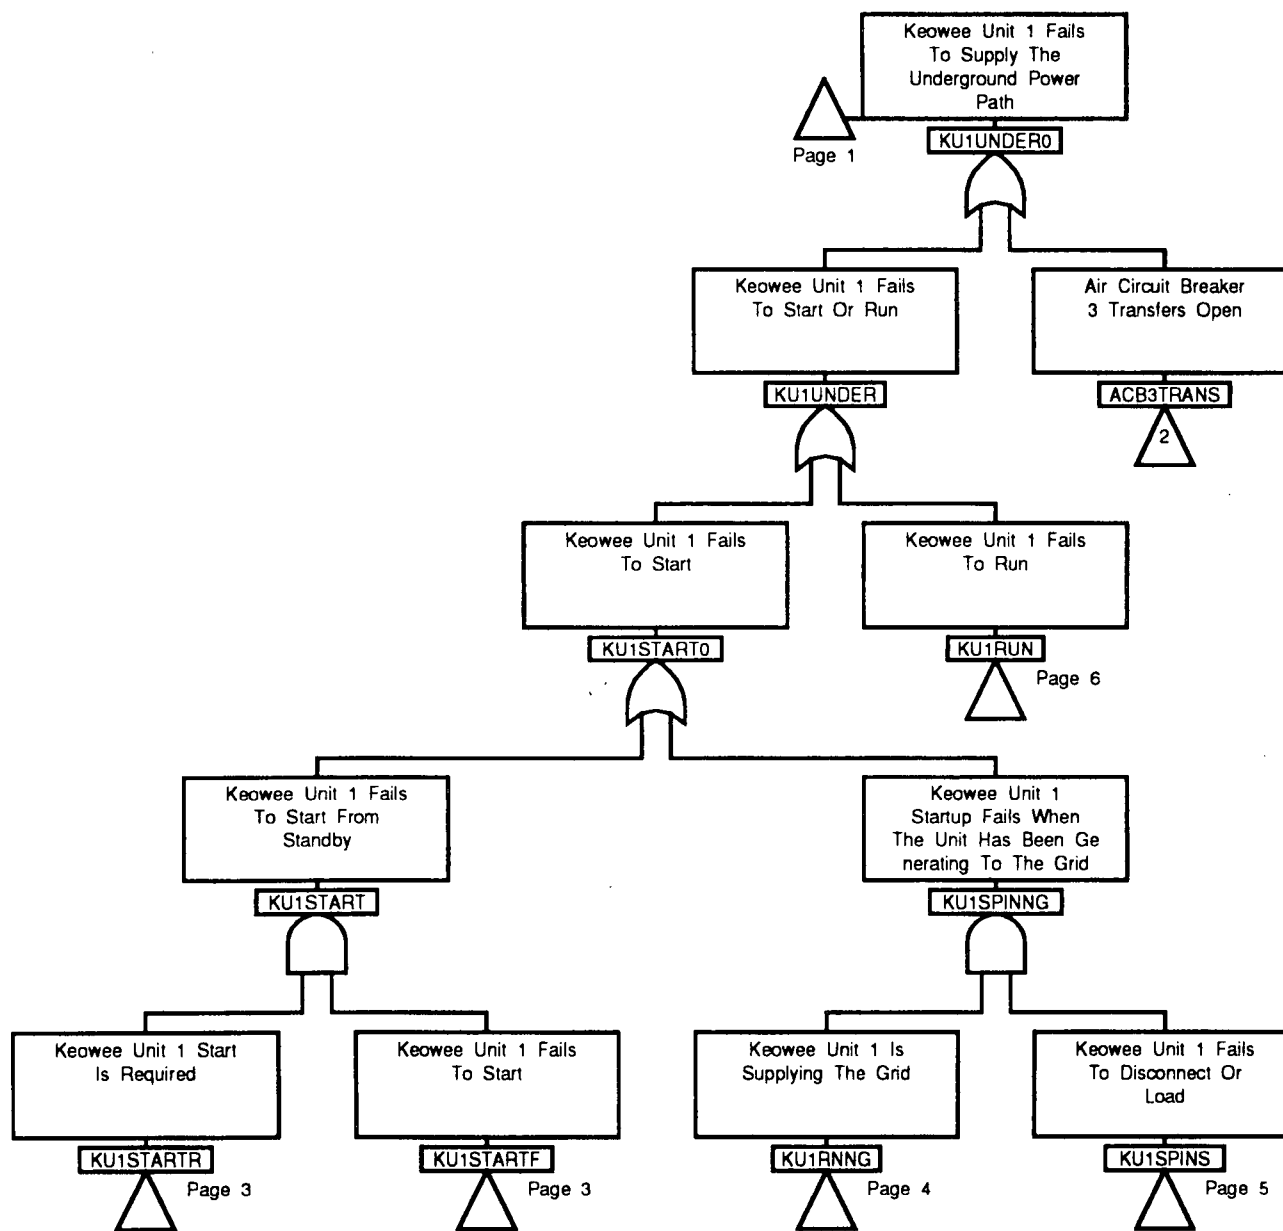 Keowee Unit 1 Fails
To Supply The
Underground Power
Path
Page 1
KU1UNDER0
Keowee Unit 1 Fails
To Start Or Run
KU1UNDER
Air Circuit Breaker
3 Transfers Open
ACB3TRANS
2
Keowee Unit 1 Fails
To Start
KU1START0
Keowee Unit 1 Fails
To Run
KU1RUN
Page 6
Keowee Unit 1 Fails
To Start From
Standby
KU1START
Keowee Unit 1
Startup Fails When
The Unit Has Been Ge
nerating To The Grid
KU1SPINNG
Keowee Unit 1 Start
Is Required
KU1STARTR
Page 3
Keowee Unit 1 Fails
To Start
KU1STARTF
Page 3
Keowee Unit 1 Is
Supplying The Grid
KU1RNNG
Page 4
Keowee Unit 1 Fails
To Disconnect Or
Load
KU1SPINS
Page 5